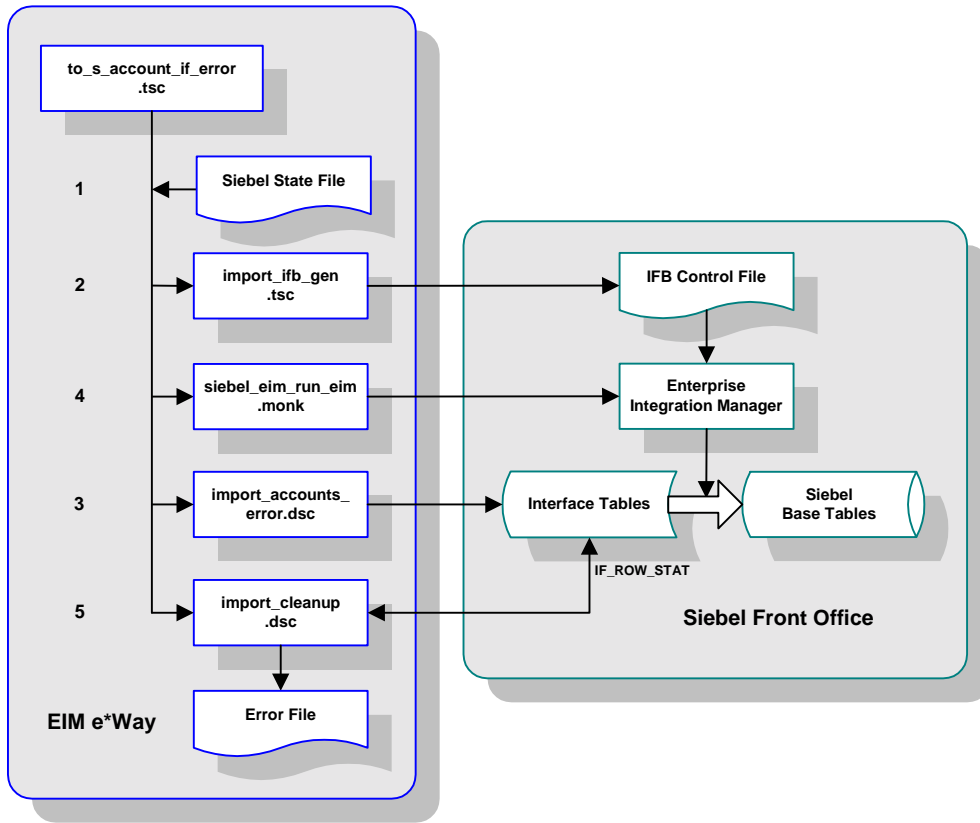 to_s_account_if_error
.tsc
1
Siebel State File
2
import_ifb_gen
.tsc
IFB Control File
4
siebel_eim_run_eim
.monk
Enterprise
Integration Manager
3
import_accounts_
error.dsc
Interface Tables
Siebel
Base Tables
IF_ROW_STAT
5
import_cleanup
.dsc
Siebel Front Office
Error File
EIM e*Way